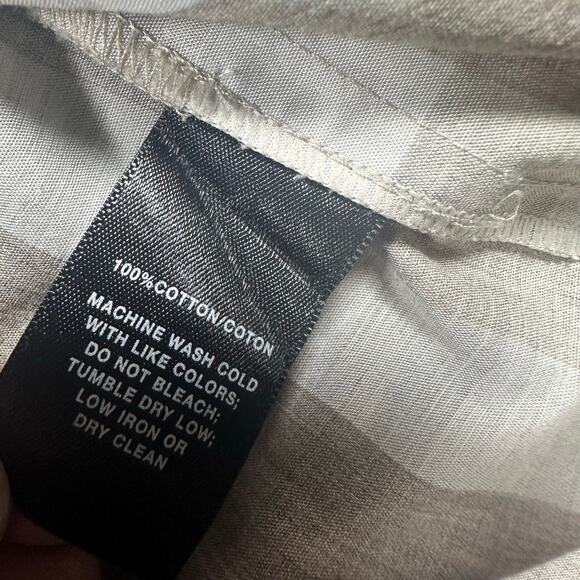 100%COTTON/COTON
MACHINE WASH COLD
WITH LIKE COLORS;
DO NOT BLEACH;
TUMBLE DRY LOW;
LOW IRON OR
DRY CLEAN